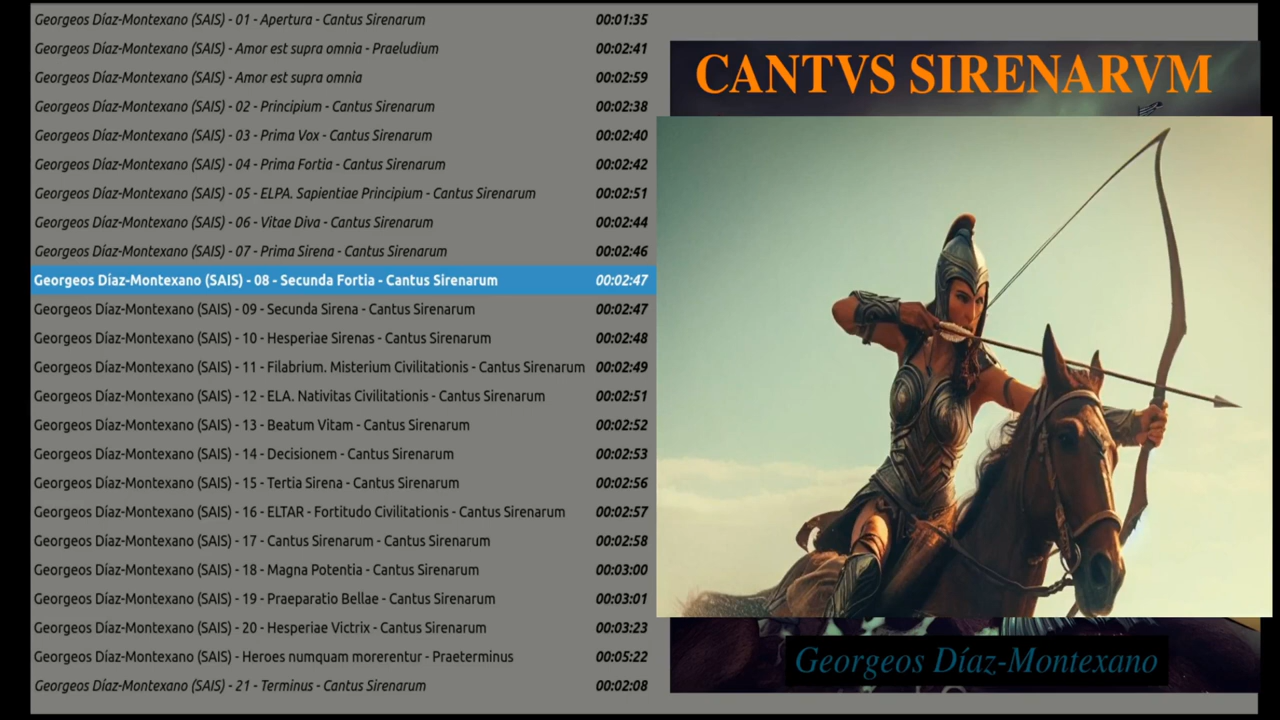 Georgeos Díaz-Montexano (SAIS) - 01 - Apertura - Cantus Sirenarum 00:01:35
Georgeos Díaz-Montexano (SAIS) - Amor est supra omnia - Praeludium 00:02:41
Georgeos Díaz-Montexano (SAIS) - Amor est supra omnia 00:02:59
Georgeos Díaz-Montexano (SAIS) - 02 - Principium - Cantus Sirenarum 00:02:38
Georgeos Díaz-Montexano (SAIS) - 03 - Prima Vox - Cantus Sirenarum 00:02:40
Georgeos Díaz-Montexano (SAIS) - 04 - Prima Fortia - Cantus Sirenarum 00:02:42
Georgeos Díaz-Montexano (SAIS) - 05 - ELPA. Sapientiae Principium - Cantus Sirenarum 00:02:51
Georgeos Díaz-Montexano (SAIS) - 06 - Vitae Diva - Cantus Sirenarum 00:02:44
Georgeos Díaz-Montexano (SAIS) - 07 - Prima Sirena - Cantus Sirenarum 00:02:46
Georgeos Díaz-Montexano (SAIS) - 08 - Secunda Fortia - Cantus Sirenarum 00:02:47
Georgeos Díaz-Montexano (SAIS) - 09 - Secunda Sirena - Cantus Sirenarum 00:02:47
Georgeos Díaz-Montexano (SAIS) - 10 - Hesperiae Sirenas - Cantus Sirenarum 00:02:48
Georgeos Díaz-Montexano (SAIS) - 11 - Filabrium. Misterium Civilitationis - Cantus Sirenarum 00:02:49
Georgeos Díaz-Montexano (SAIS) - 12 - ELA. Nativitas Civilitationis - Cantus Sirenarum 00:02:51
Georgeos Díaz-Montexano (SAIS) - 13 - Beatum Vitam - Cantus Sirenarum 00:02:52
Georgeos Díaz-Montexano (SAIS) - 14 - Decisionem - Cantus Sirenarum 00:02:53
Georgeos Díaz-Montexano (SAIS) - 15 - Tertia Sirena - Cantus Sirenarum 00:02:56
Georgeos Díaz-Montexano (SAIS) - 16 - ELTAR - Fortitudo Civilitationis - Cantus Sirenarum 00:02:57
Georgeos Díaz-Montexano (SAIS) - 17 - Cantus Sirenarum - Cantus Sirenarum 00:02:58
Georgeos Díaz-Montexano (SAIS) - 18 - Magna Potentia - Cantus Sirenarum 00:03:00
Georgeos Díaz-Montexano (SAIS) - 19 - Praeparatio Bellae - Cantus Sirenarum 00:03:01
Georgeos Díaz-Montexano (SAIS) - 20 - Hesperiae Victrix - Cantus Sirenarum 00:03:23
Georgeos Díaz-Montexano (SAIS) - Heroes numquam morerentur - Praeterminus 00:05:22
Georgeos Díaz-Montexano (SAIS) - 21 - Terminus - Cantus Sirenarum 00:02:08
CANTVS SIRENARVM
Georgeos Díaz-Montexano